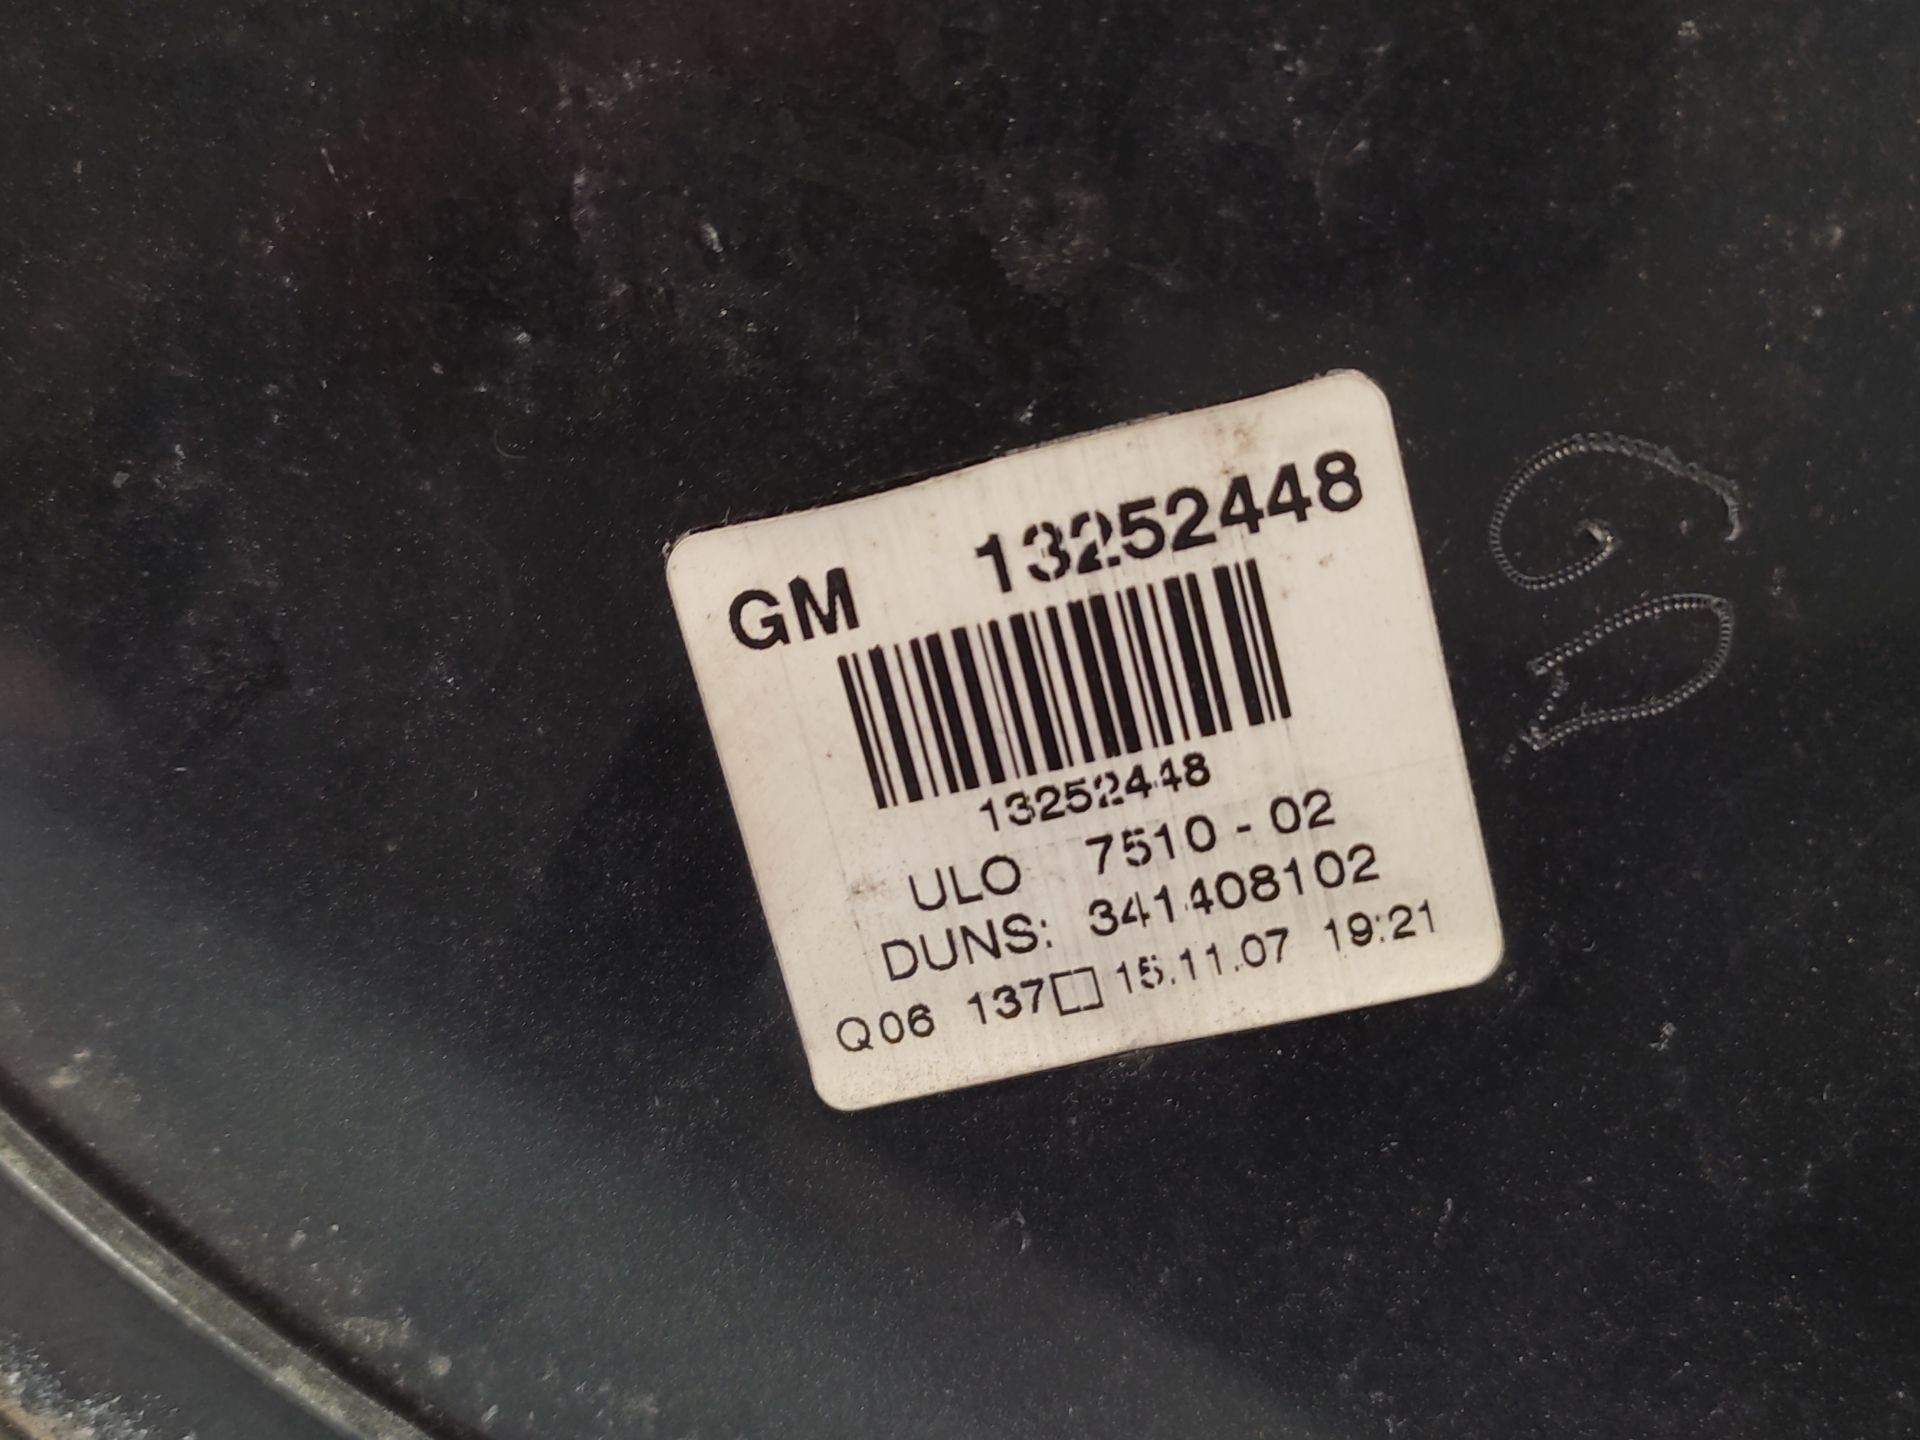 GM 13252448
13252448
ULO 7510-02
DUNS: 341408102
Q06 137□ 15.11.07 19:21